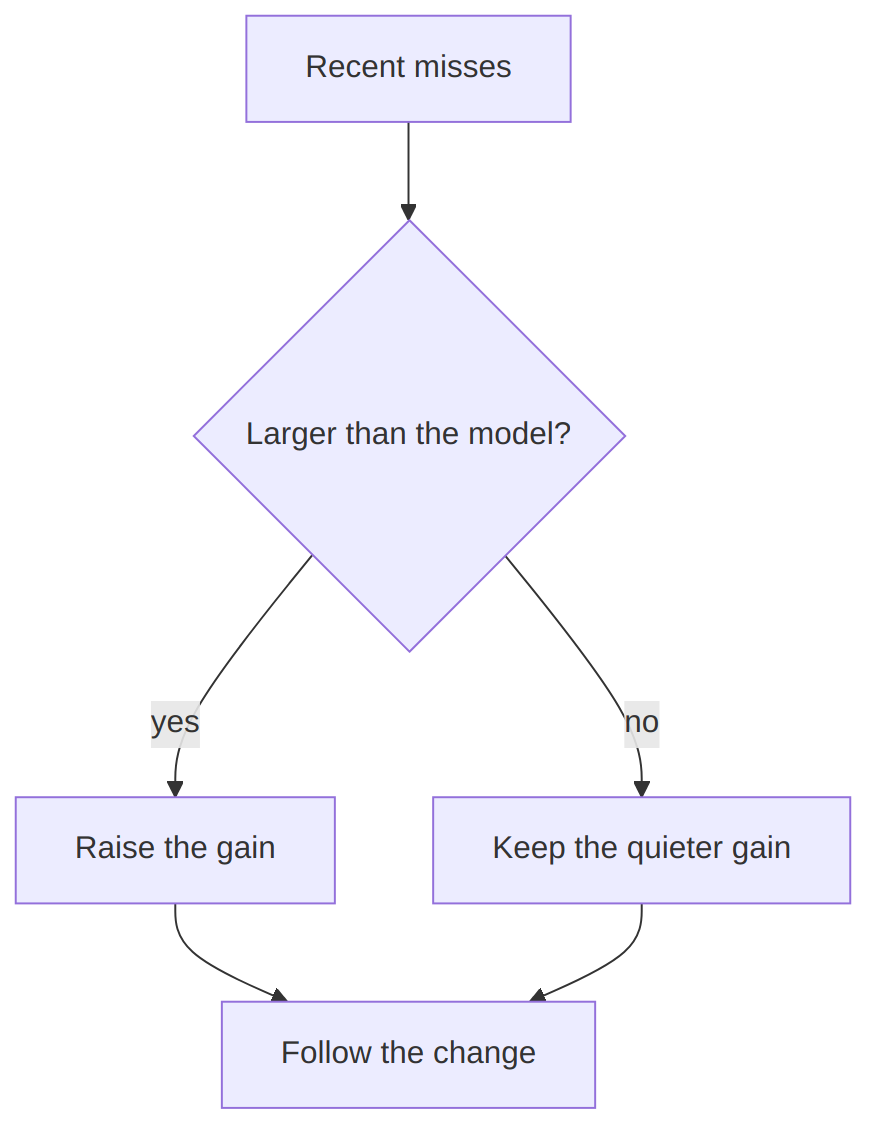 Recent misses
Larger than the model?
yes
no
Raise the gain
Keep the quieter gain
Follow the change